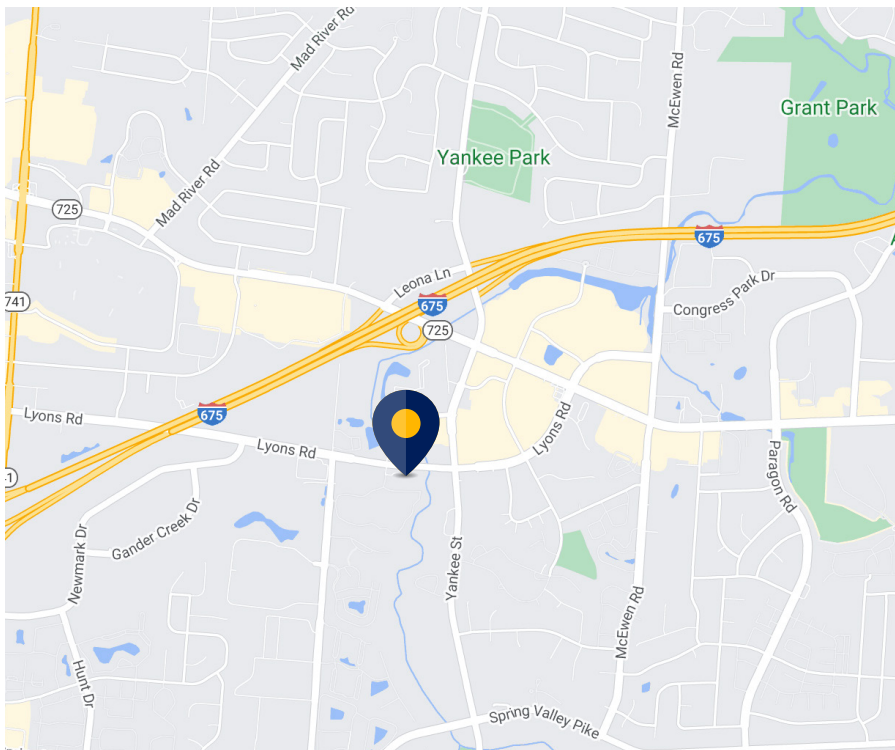 Mad River Rd
McEwen Rd
Grant Park
Yankee Park
Mad River Rd
725
675
A
Leona Ln
Congress Park Dr
741
675
725
Lyons Rd
675
Lyons Rd
Lyons Rd
Paragon Rd
41
Gander Creek Dr
Newmark Dr
Yankee St
McEwen Rd
Hunt Dr
Spring Valley Pike